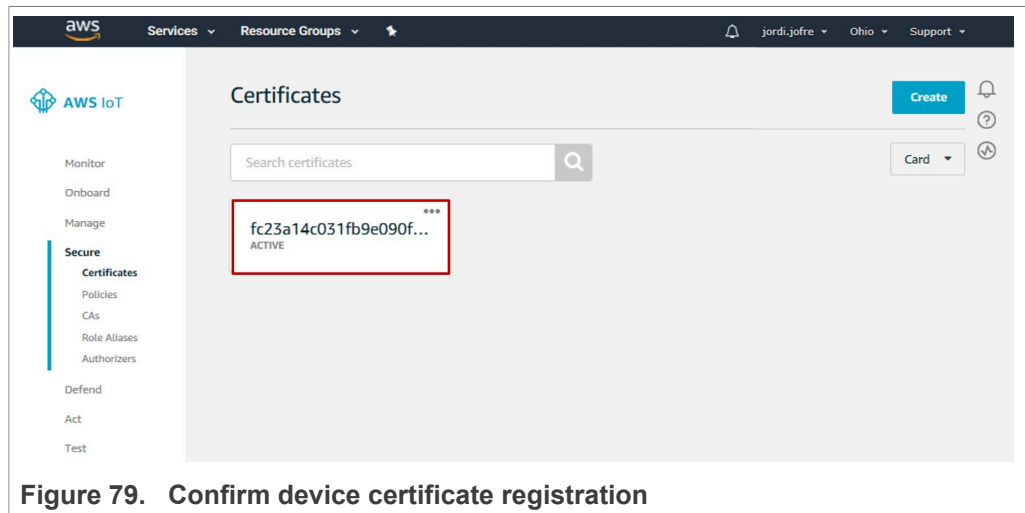 aws
Services
Resource Groups
jordi.jofre
Ohio
Support
AWS IoT
Monitor
Onboard
Manage
Secure
Certificates
Policies
CAs
Role Aliases
Authorizers
Defend
Act
Test
Certificates
Create
Search certificates
Card
fc23a14c031fb9e090f...
ACTIVE
Figure 79. Confirm device certificate registration